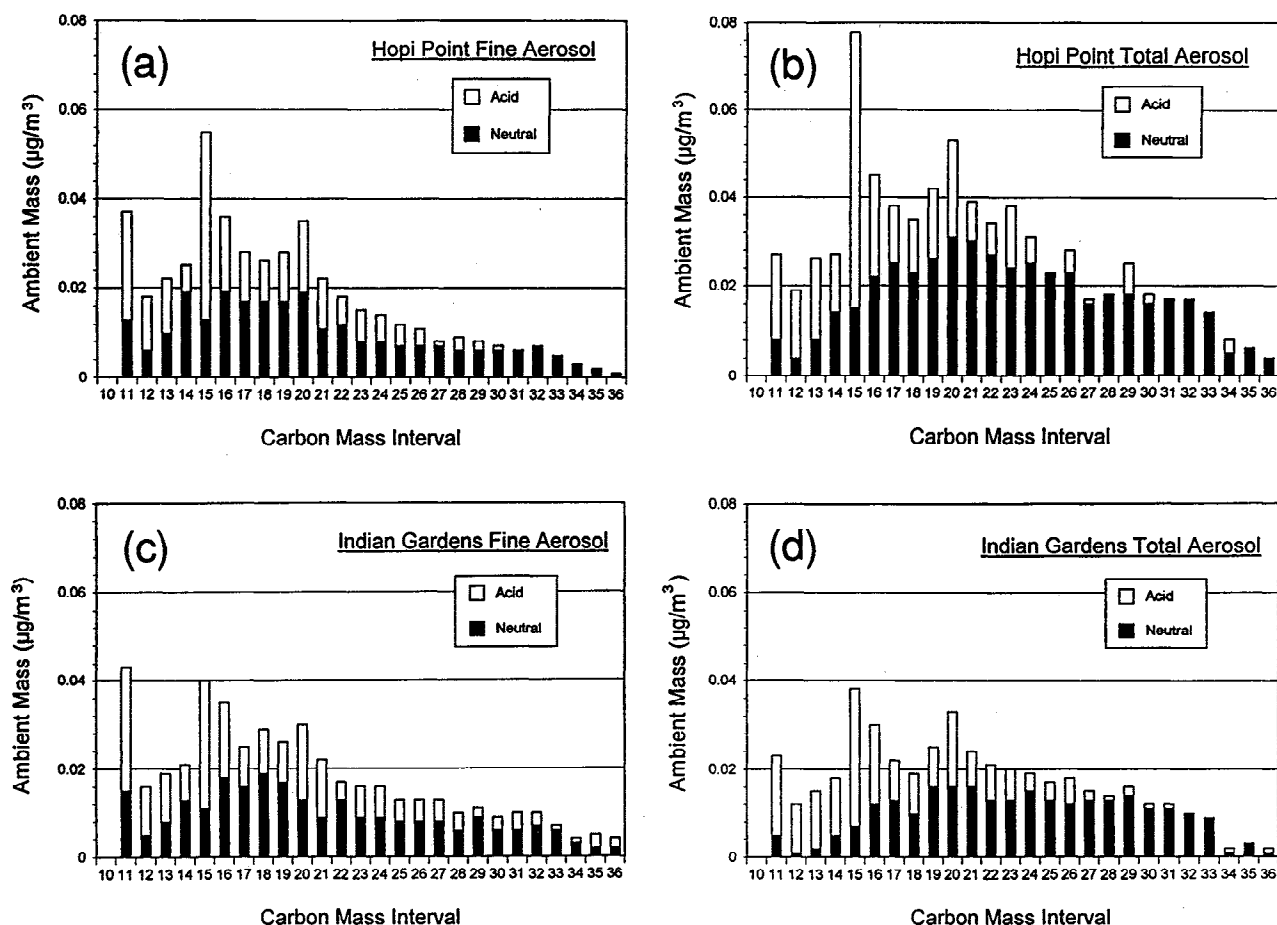 (a)
Hopi Point Fine Aerosol
Acid
Neutral
Ambient Mass (µg/m³)
0.08
0.06
0.04
0.02
0
10 11 12 13 14 15 16 17 18 19 20 21 22 23 24 25 26 27 28 29 30 31 32 33 34 35 36
Carbon Mass Interval
(b)
Hopi Point Total Aerosol
Acid
Neutral
Ambient Mass (µg/m³)
0.08
0.06
0.04
0.02
0
10 11 12 13 14 15 16 17 18 19 20 21 22 23 24 25 26 27 28 29 30 31 32 33 34 35 36
Carbon Mass Interval
(c)
Indian Gardens Fine Aerosol
Acid
Neutral
Ambient Mass (µg/m³)
0.08
0.06
0.04
0.02
0
10 11 12 13 14 15 16 17 18 19 20 21 22 23 24 25 26 27 28 29 30 31 32 33 34 35 36
Carbon Mass Interval
(d)
Indian Gardens Total Aerosol
Acid
Neutral
Ambient Mass (µg/m³)
0.08
0.06
0.04
0.02
0
10 11 12 13 14 15 16 17 18 19 20 21 22 23 24 25 26 27 28 29 30 31 32 33 34 35 36
Carbon Mass Interval